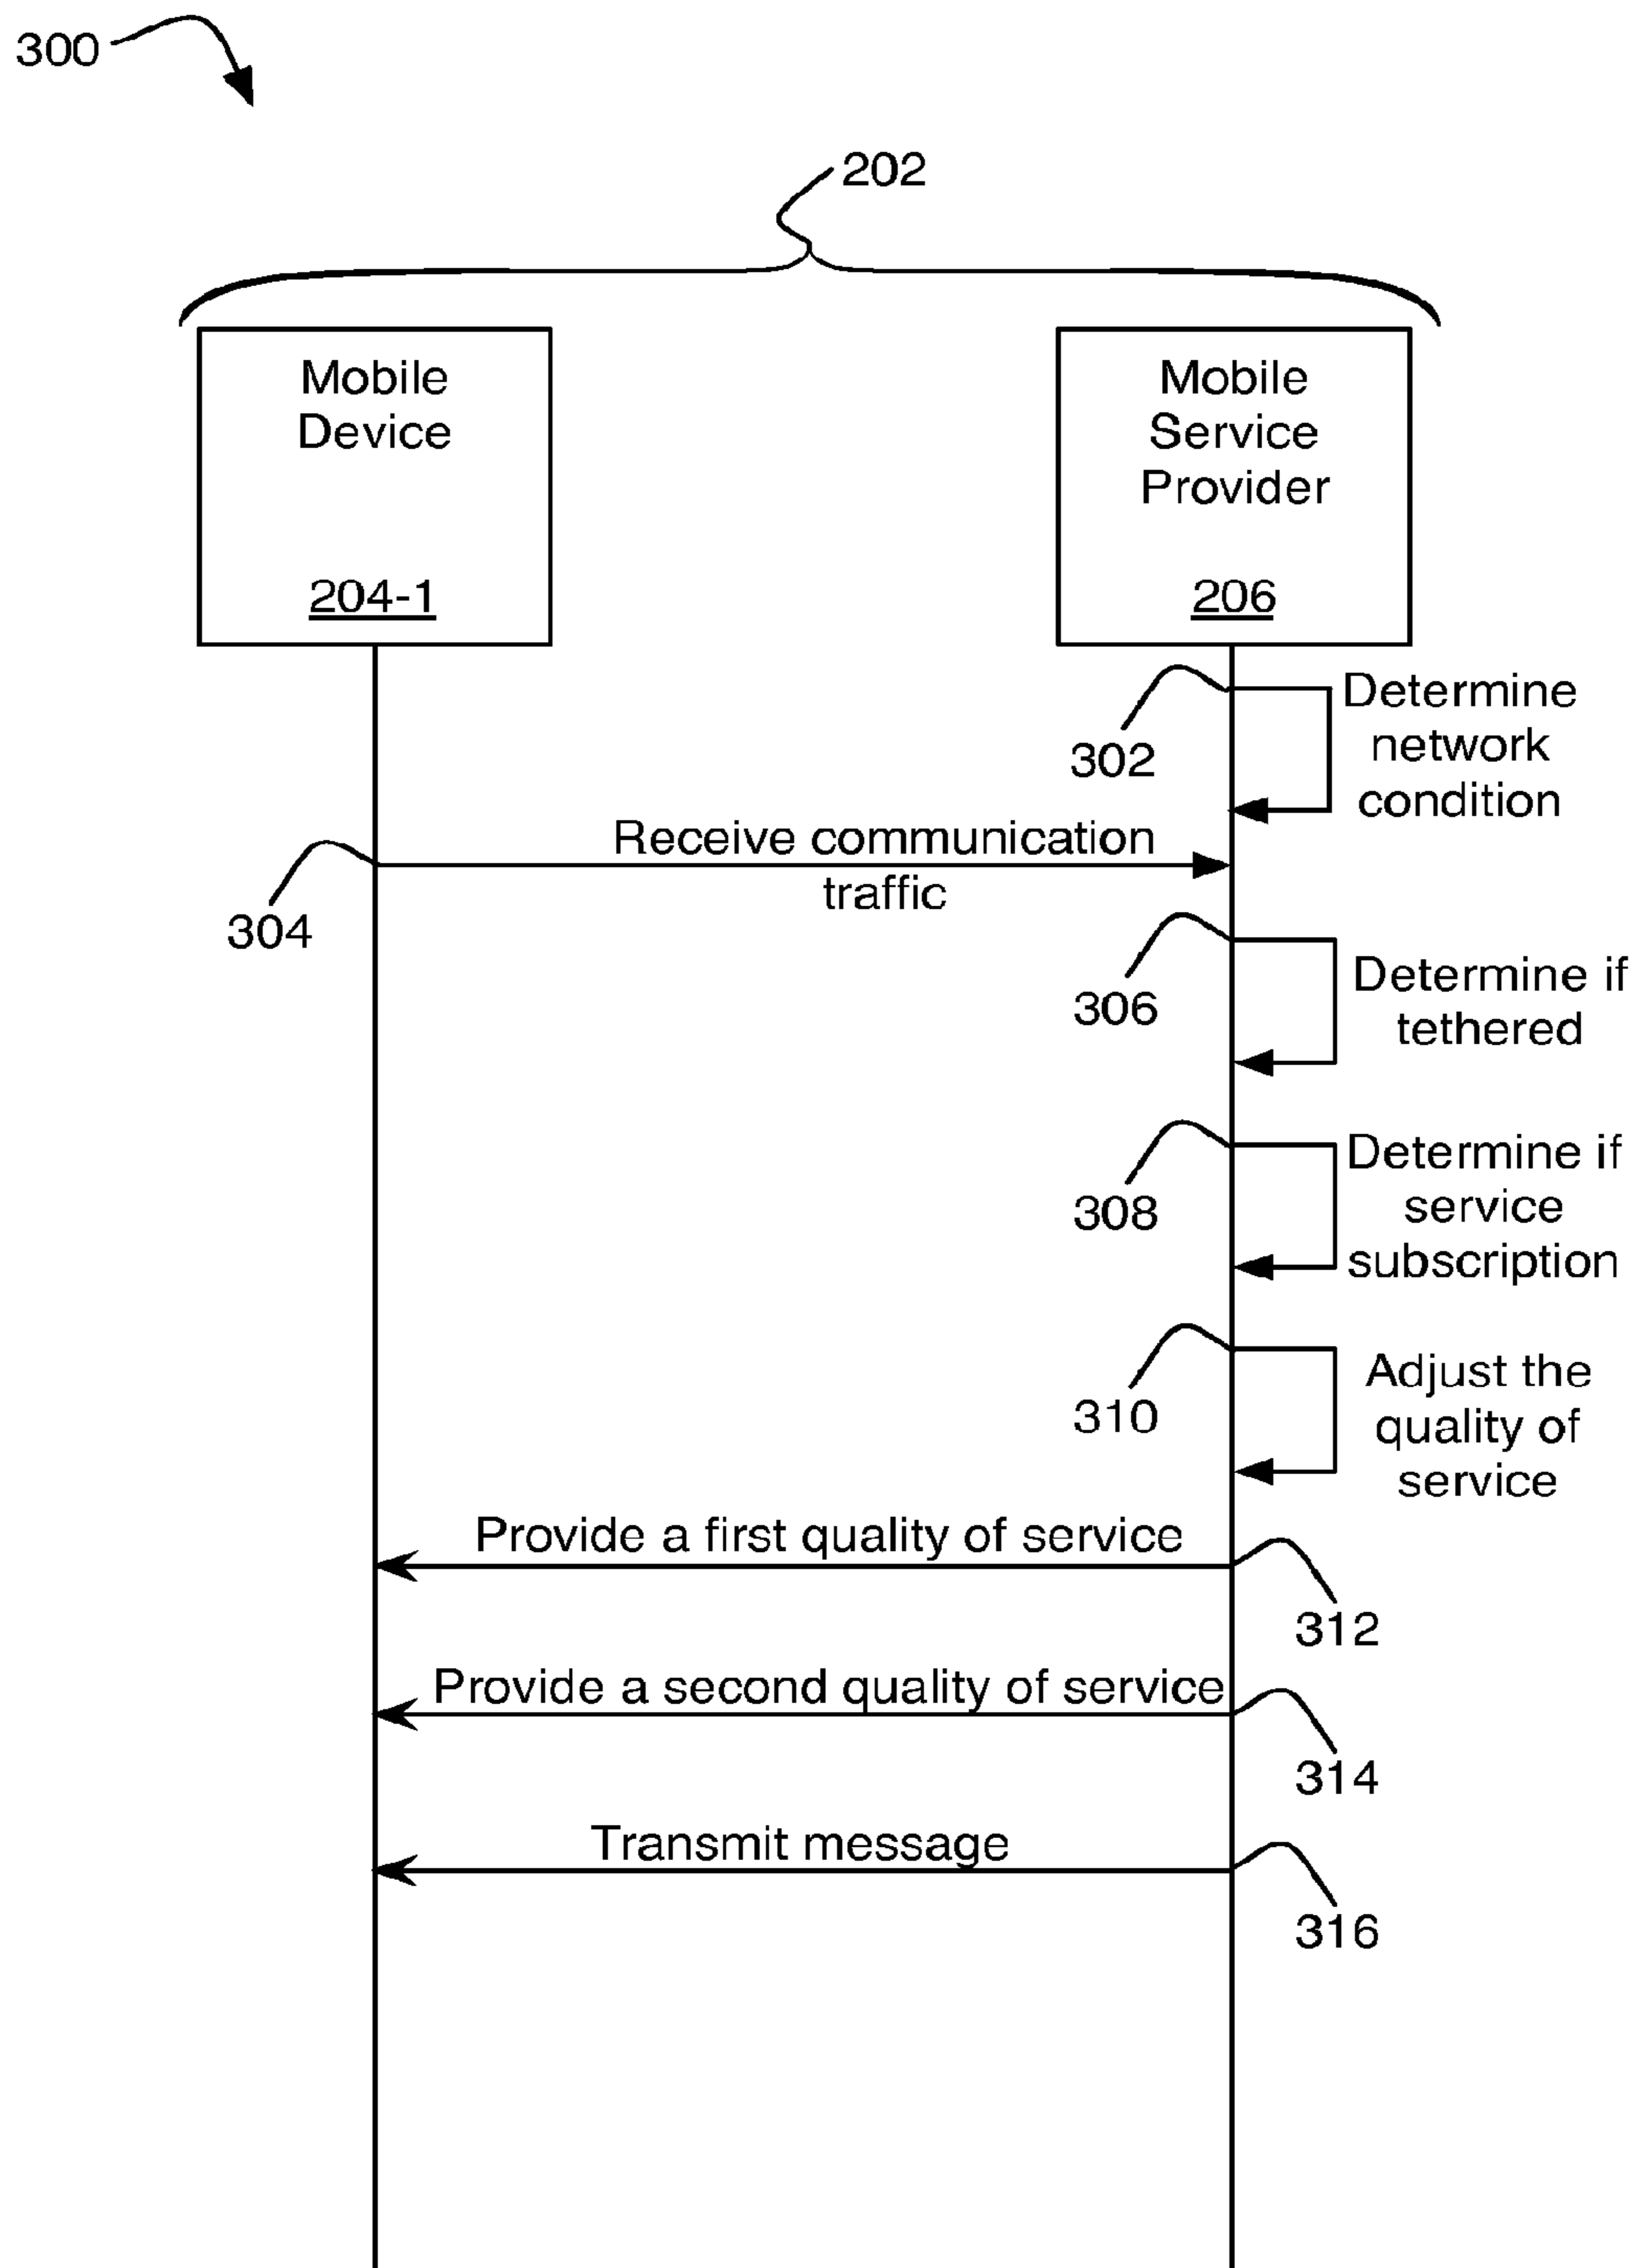 300
202
Mobile
Device
204-1
Mobile
Service
Provider
206
302
Determine
network
condition
Receive communication
traffic
304
306
Determine if
tethered
308
Determine if
service
subscription
310
Adjust the
quality of
service
Provide a first quality of service
312
Provide a second quality of service
314
Transmit message
316